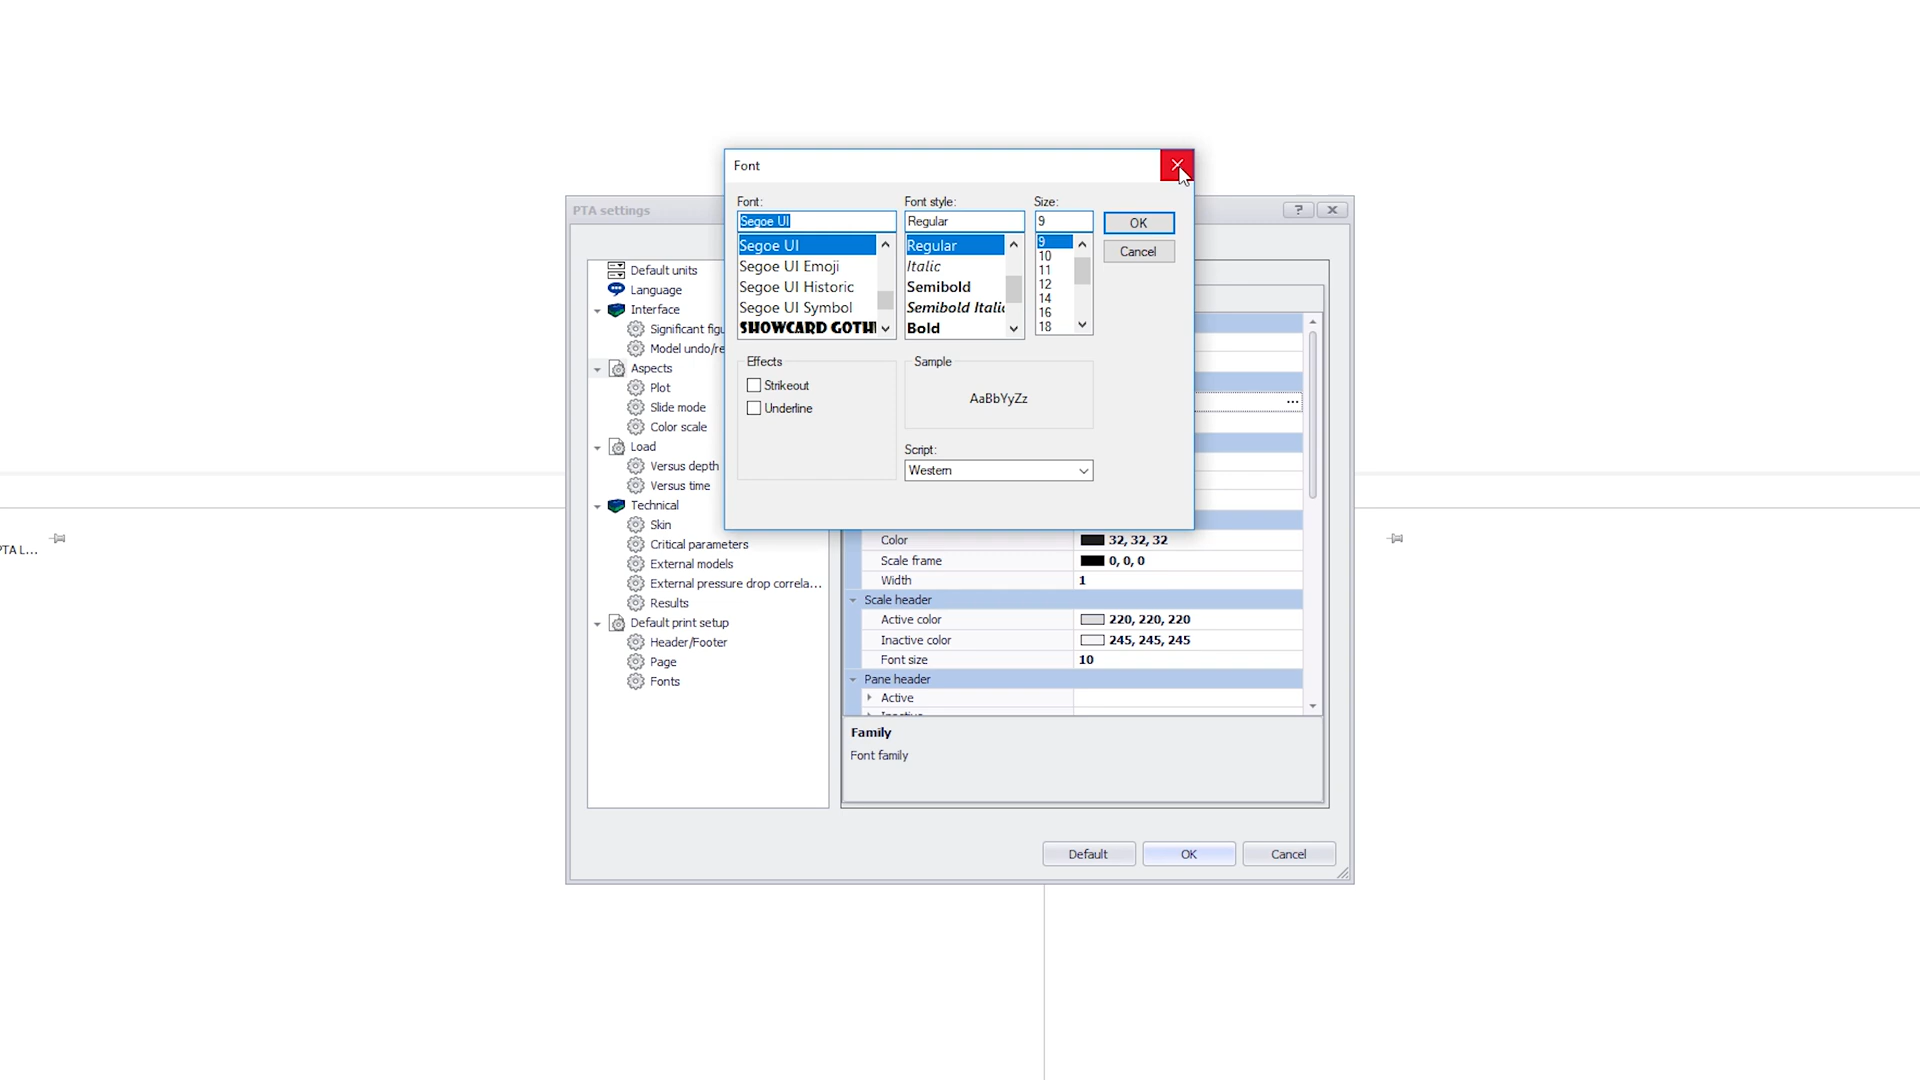 Font
Font:
Font style:
Size:
Segoe UI
Regular
9
OK
Segoe UI
Segoe UI Emoji
Segoe UI Historic
Segoe UI Symbol
SHOWCARD GOTH
Regular
Italic
Semibold
Semibold Itali
Bold
9
10
11
12
14
16
18
Cancel
Effects
Strikeout
Underline
Sample
AaBbYyZz
Script:
Western
PTA settings
?
Default units
Language
Interface
Significant figu
Model undo/re
Aspects
Plot
Slide mode
Color scale
Load
Versus depth
Versus time
Technical
Skin
Critical parameters
External models
External pressure drop correla...
Results
Default print setup
Header/Footer
Page
Fonts
...
Color
32, 32, 32
Scale frame
0, 0, 0
Width
1
Scale header
Active color
220, 220, 220
Inactive color
245, 245, 245
Font size
10
Pane header
Active
Family
Font family
Default
OK
Cancel
PTA L...